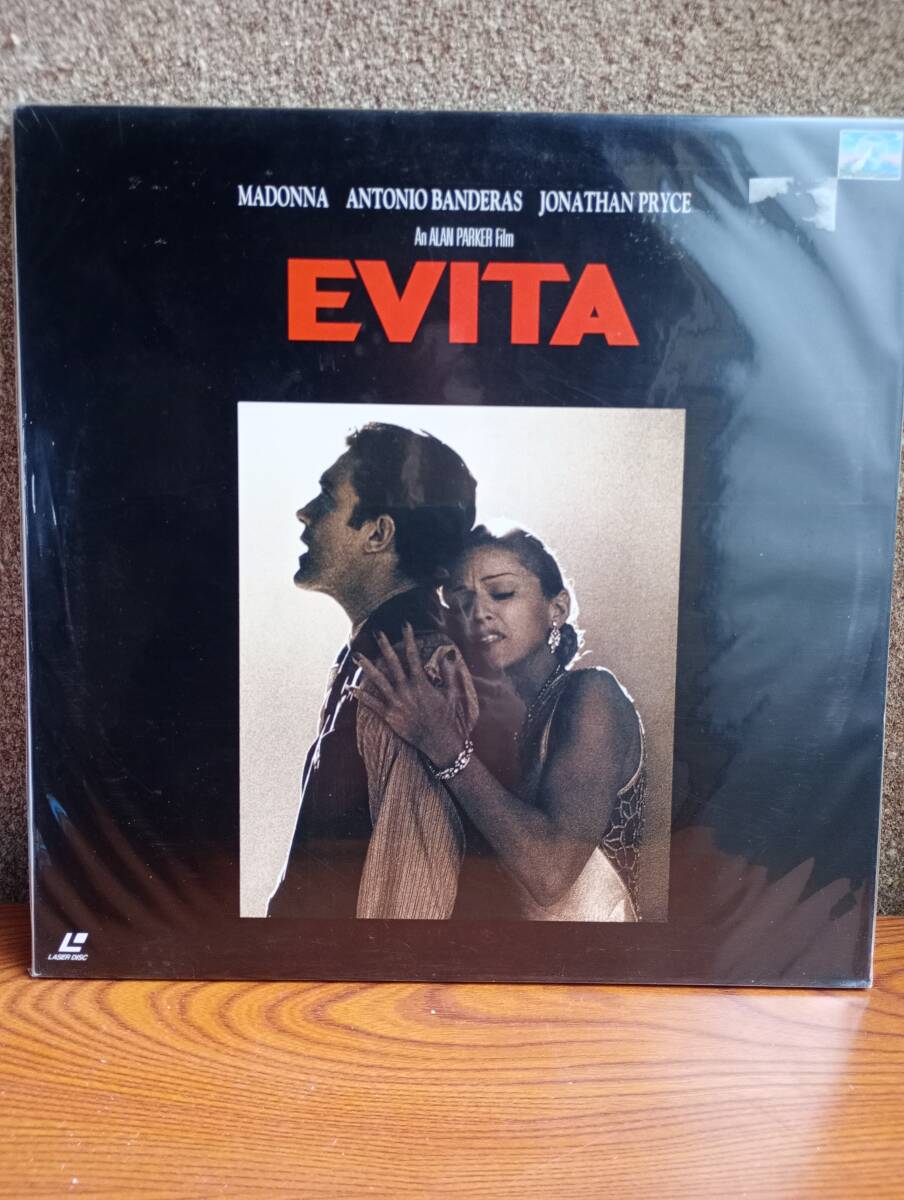 MADONNA ANTONIO BANDERAS JONATHAN PRYCE
An ALAN PARKER Film
EVITA
LASER DISC